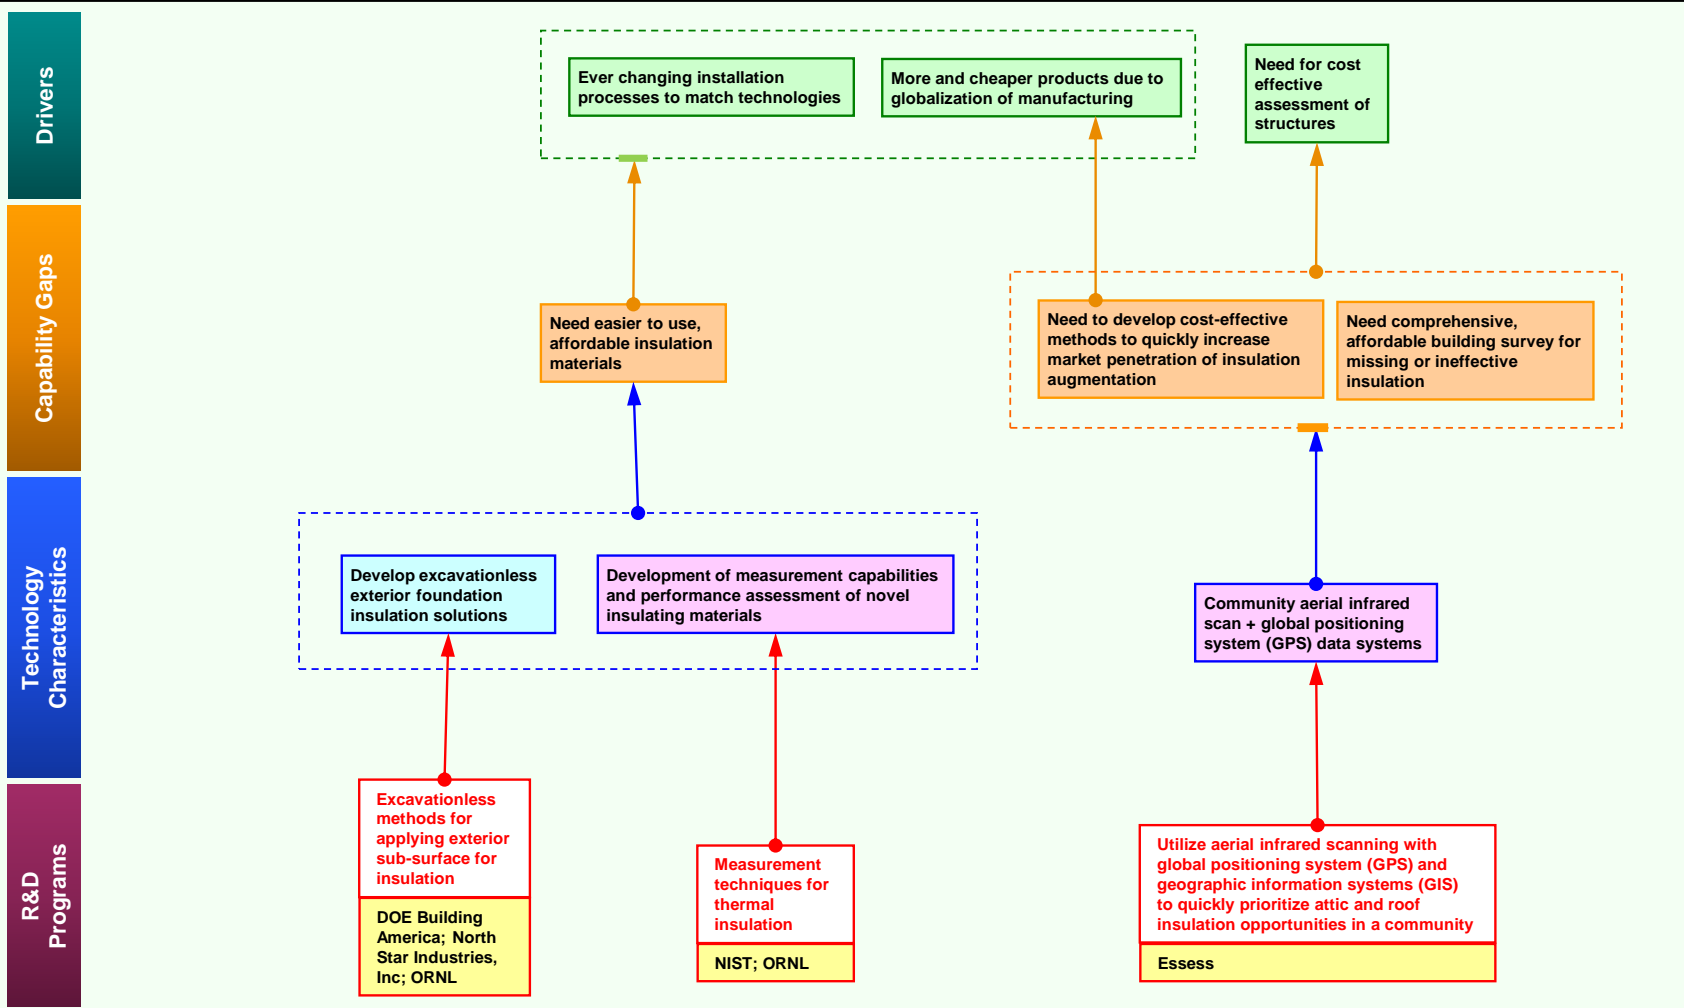 Drivers
Ever changing installation
processes to match technologies
More and cheaper products due to
globalization of manufacturing
Need for cost
effective
assessment of
structures
Capability Gaps
Need easier to use,
affordable insulation
materials
Need to develop cost-effective
methods to quickly increase
market penetration of insulation
augmentation
Need comprehensive,
affordable building survey for
missing or ineffective
insulation
Technology
Characteristics
Develop excavationless
exterior foundation
insulation solutions
Development of measurement capabilities
and performance assessment of novel
insulating materials
Community aerial infrared
scan + global positioning
system (GPS) data systems
R&D
Programs
Excavationless
methods for
applying exterior
sub-surface for
insulation
DOE Building
America; North
Star Industries,
Inc; ORNL
Measurement
techniques for
thermal
insulation
NIST; ORNL
Utilize aerial infrared scanning with
global positioning system (GPS) and
geographic information systems (GIS)
to quickly prioritize attic and roof
insulation opportunities in a community
Essess